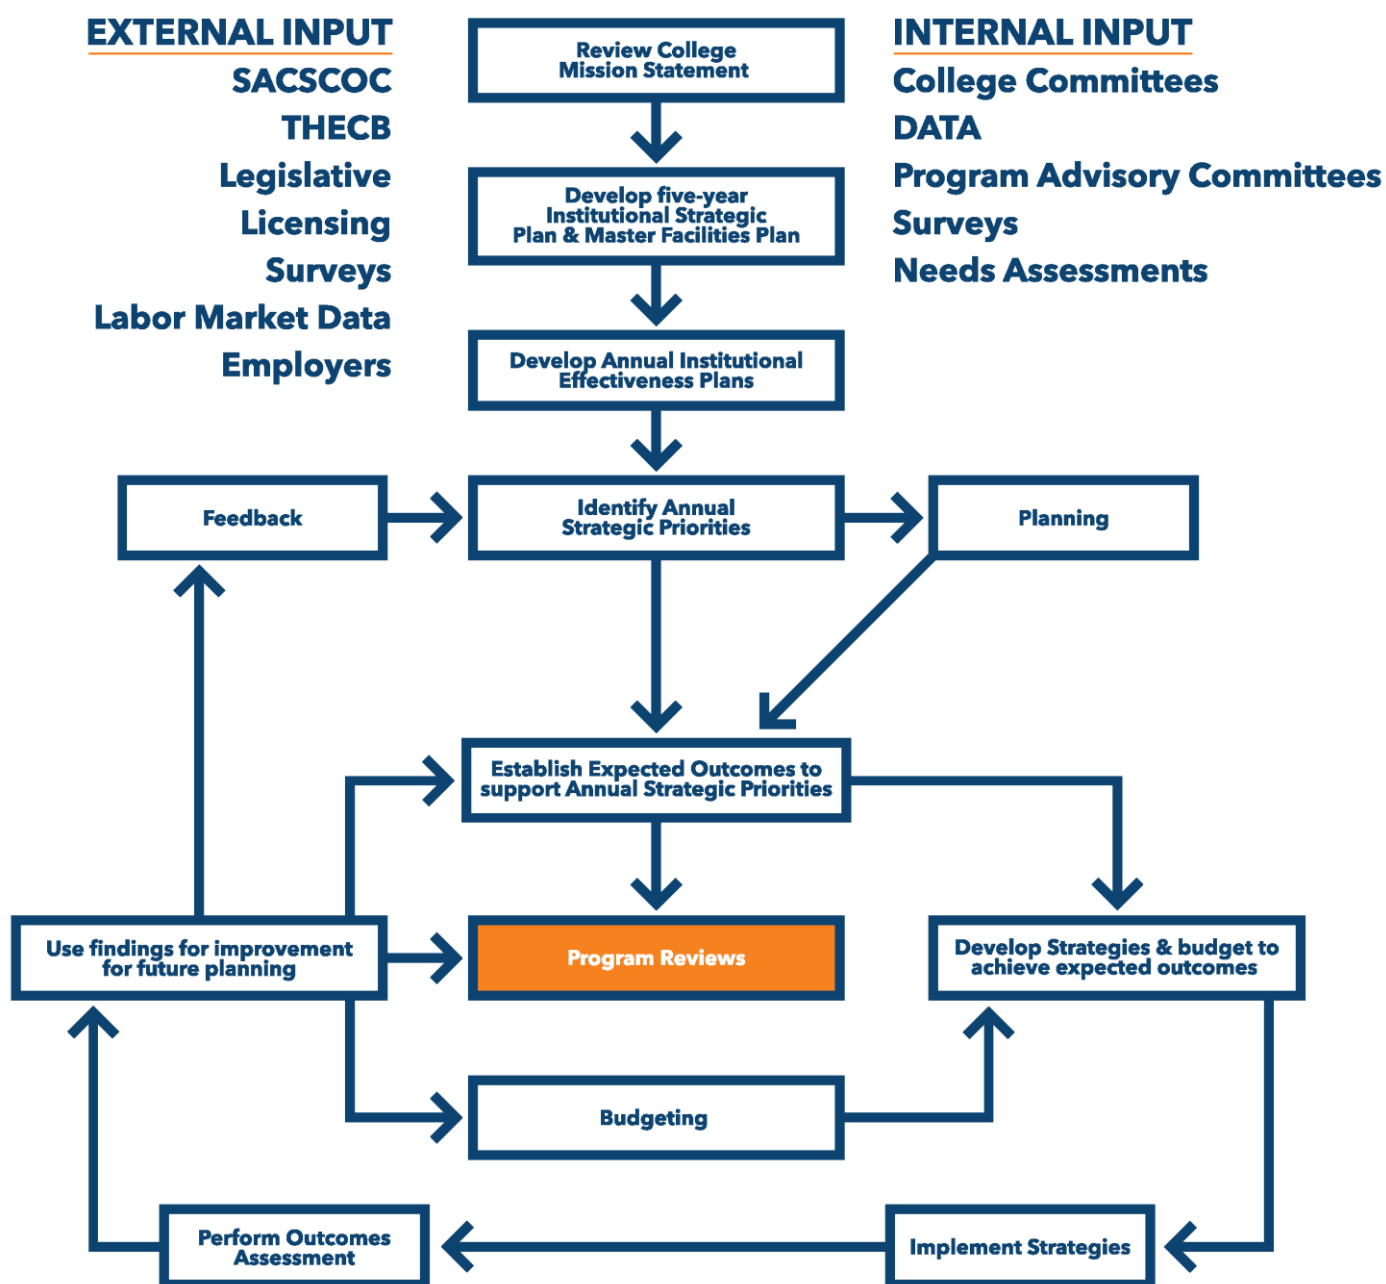 EXTERNAL INPUT
SACSCOC
THECB
Legislative
Licensing
Surveys
Labor Market Data
Employers
Review College
Mission Statement
Develop five-year
Institutional Strategic
Plan & Master Facilities Plan
Develop Annual Institutional
Effectiveness Plans
INTERNAL INPUT
College Committees
DATA
Program Advisory Committees
Surveys
Needs Assessments
Feedback
Identify Annual
Strategic Priorities
Planning
Establish Expected Outcomes to
support Annual Strategic Priorities
Use findings for improvement
for future planning
Program Reviews
Develop Strategies & budget to
achieve expected outcomes
Budgeting
Perform Outcomes
Assessment
Implement Strategies